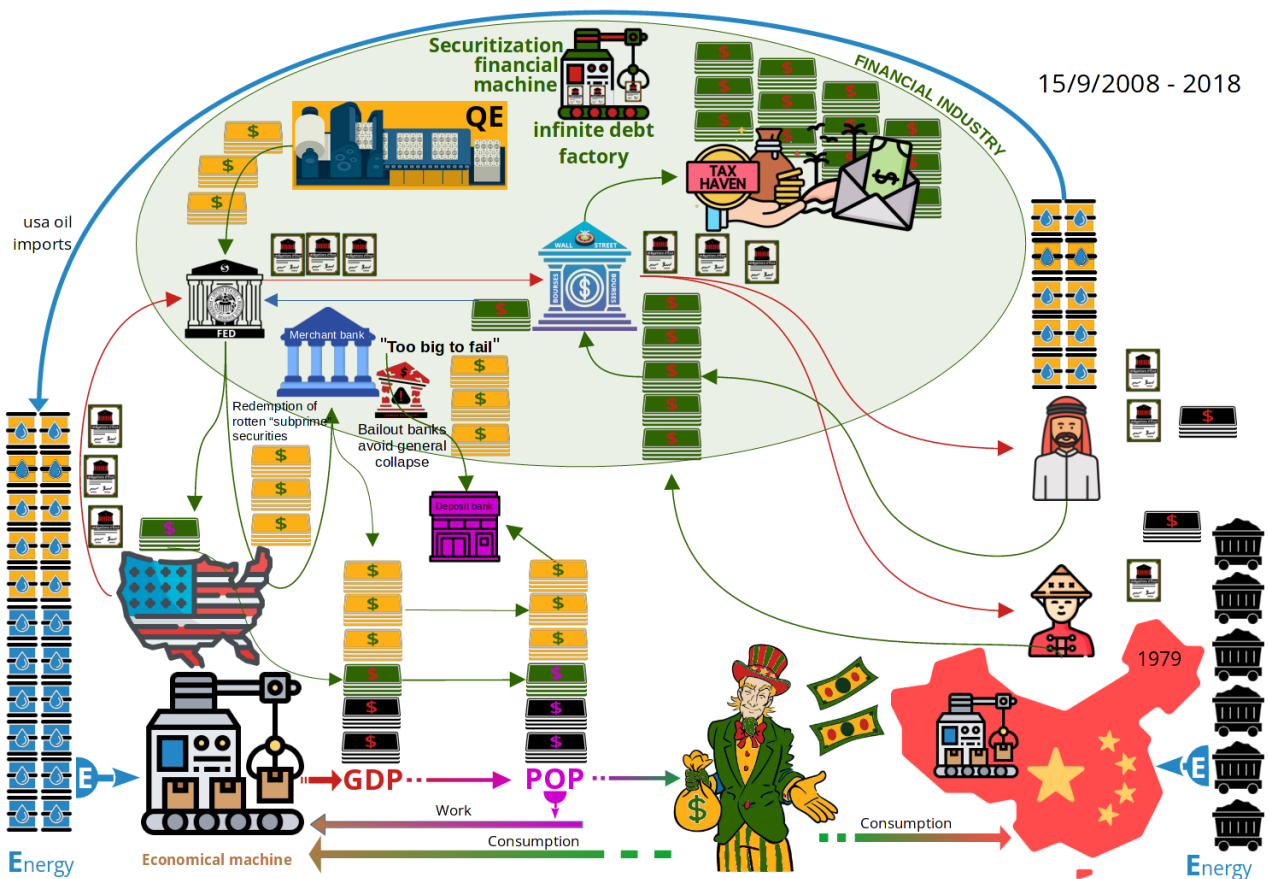 Securitization
financial
machine
infinite debt
factory
QE
FINANCIAL INDUSTRY
15/9/2008 - 2018
TAX
HAVEN
usa oil
imports
WALL STREET
BOURSES
BOURSES
FED
Merchant bank
"Too big to fail"
Redemption of
rotten “subprime”
securities
Bailout banks
avoid general
collapse
Deposit bank
1979
E
GDP
POP
E
Work
Consumption
Consumption
Economical machine
Energy
Energy